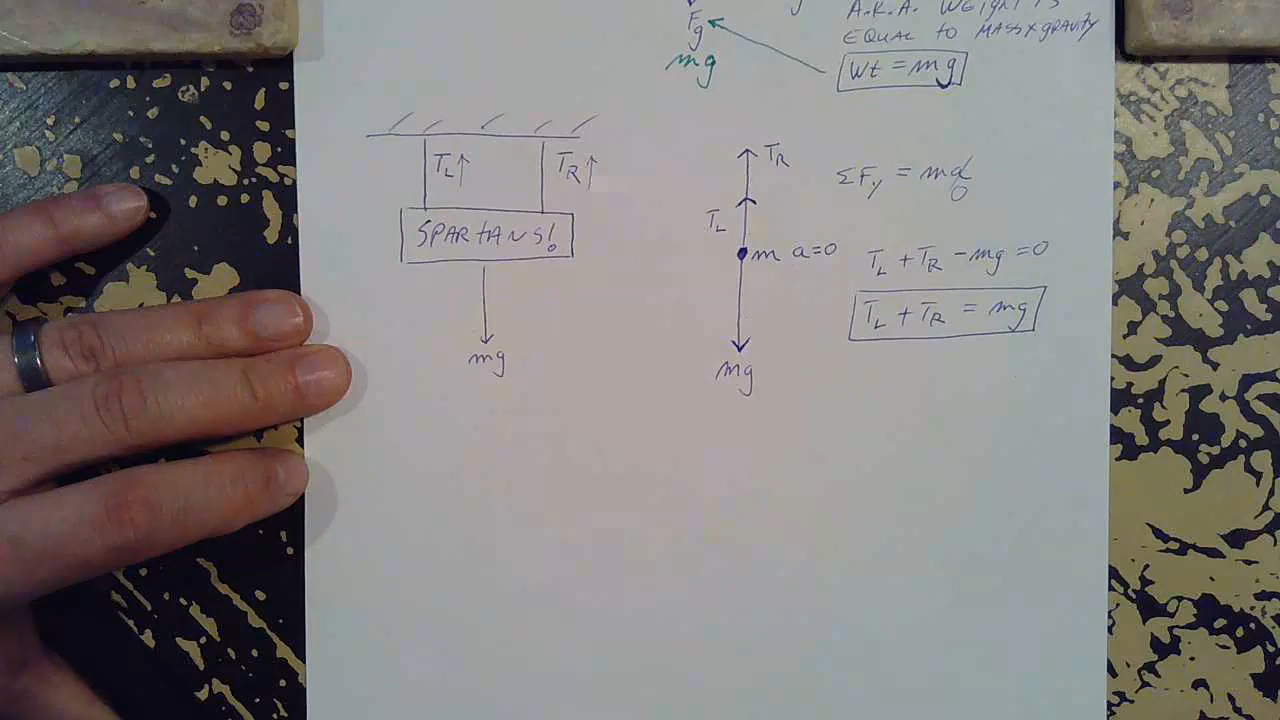 Fg
mg
A.K.A. WEIGHT IS
EQUAL TO MASS X gRAVITY
Wt = mg
TL↑ TR↑
SPARTANS!
mg
TR
TL
m a=0
mg
ΣFy = ma 0
TL + TR - mg = 0
TL + TR = mg